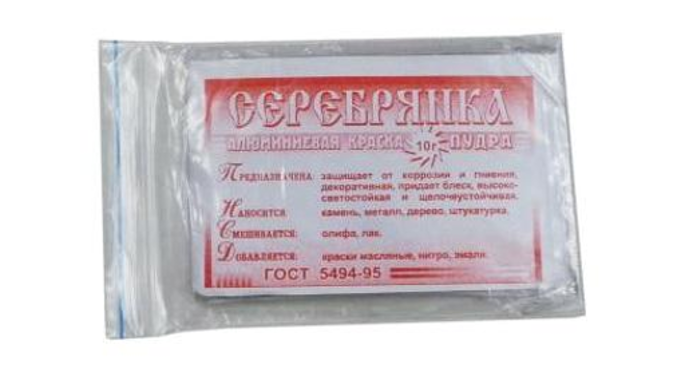 СЕРЕБРЯНКА
АЛЮМИНИЕВАЯ КРАСКА 10г ПУДРА
ПРЕДНАЗНАЧЕНА: защищает от коррозии и гниения,
декоративная, придает блеск, высоко-
светостойкая и щелочеустойчивая.
НАНОСИТСЯ камень, металл, дерево, штукатурка.
СМЕШИВАЕТСЯ: олифа, лак.
ДОБАВЛЯЕТСЯ: краски масляные, нитро, эмали.
ГОСТ 5494-95